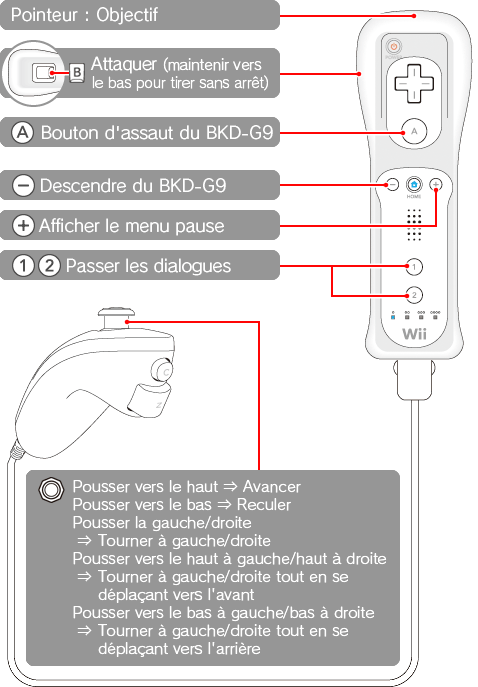 Pointeur : Objectif
B Attaquer (maintenir vers
le bas pour tirer sans arrêt)
A Bouton d'assaut du BKD-G9
− Descendre du BKD-G9
+ Afficher le menu pause
1 2 Passer les dialogues
POWER
A
− +
HOME
1
2
Wii
C
Z
Pousser vers le haut ⇒ Avancer
Pousser vers le bas ⇒ Reculer
Pousser la gauche/droite
⇒ Tourner à gauche/droite
Pousser vers le haut à gauche/haut à droite
⇒ Tourner à gauche/droite tout en se
déplaçant vers l'avant
Pousser vers le bas à gauche/bas à droite
⇒ Tourner à gauche/droite tout en se
déplaçant vers l'arrière